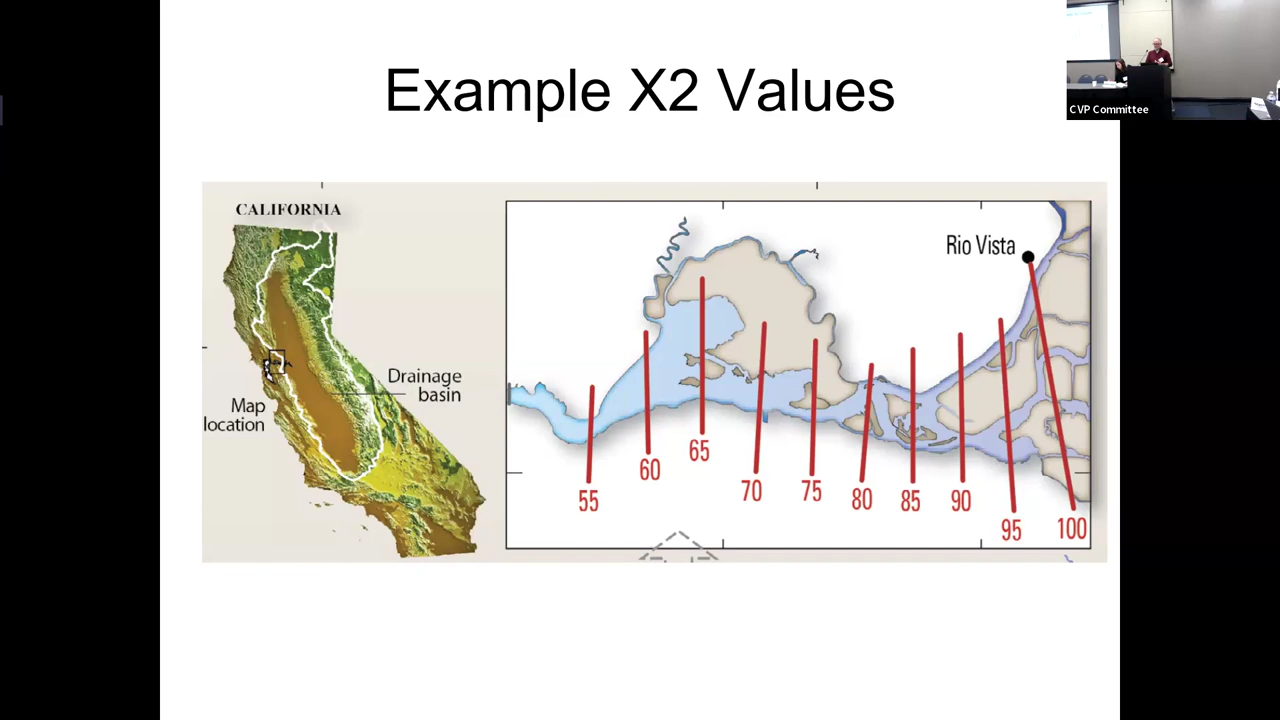 Example X2 Values
CVP Committee
CALIFORNIA
Drainage
basin
Map
location
Rio Vista
55
60
65
70
75
80
85
90
95
100